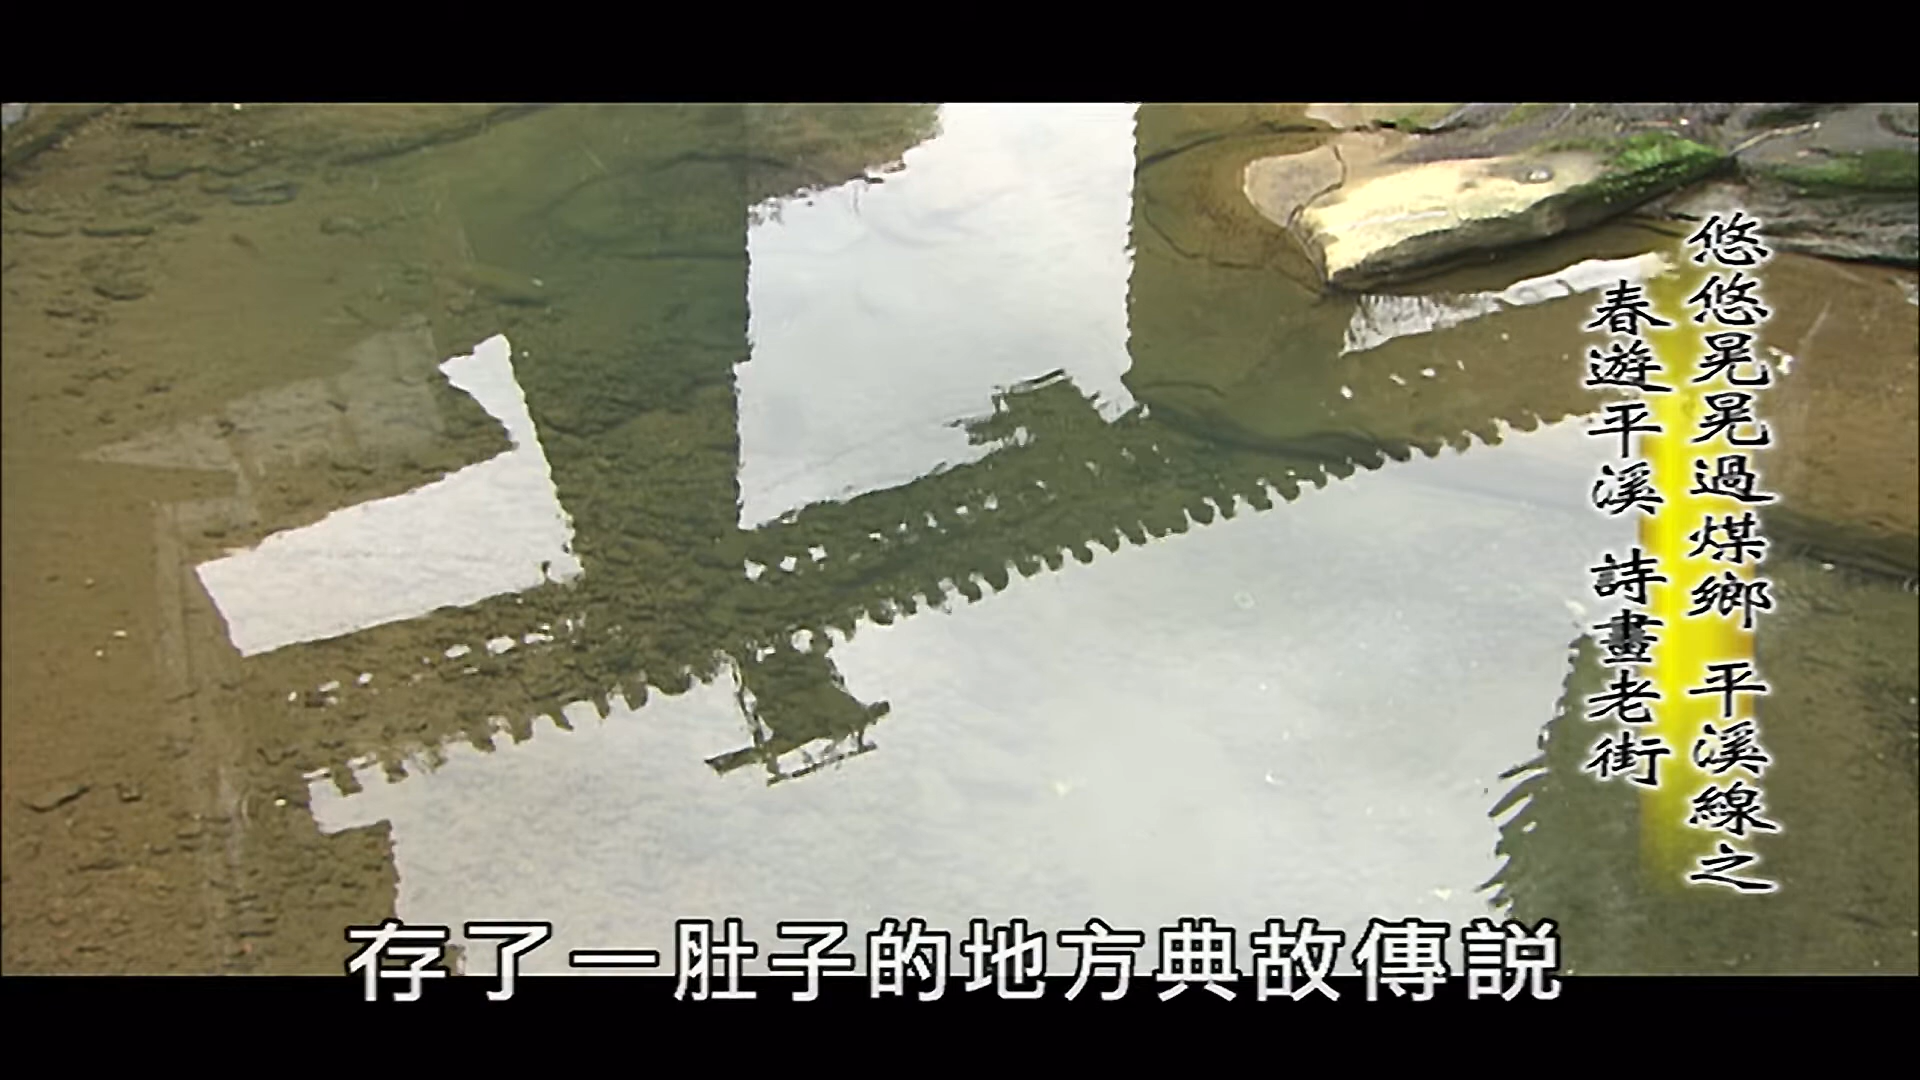 悠悠晃晃過煤鄉 平溪線之
春遊平溪 詩畫老街
存了一肚子的地方典故傳説